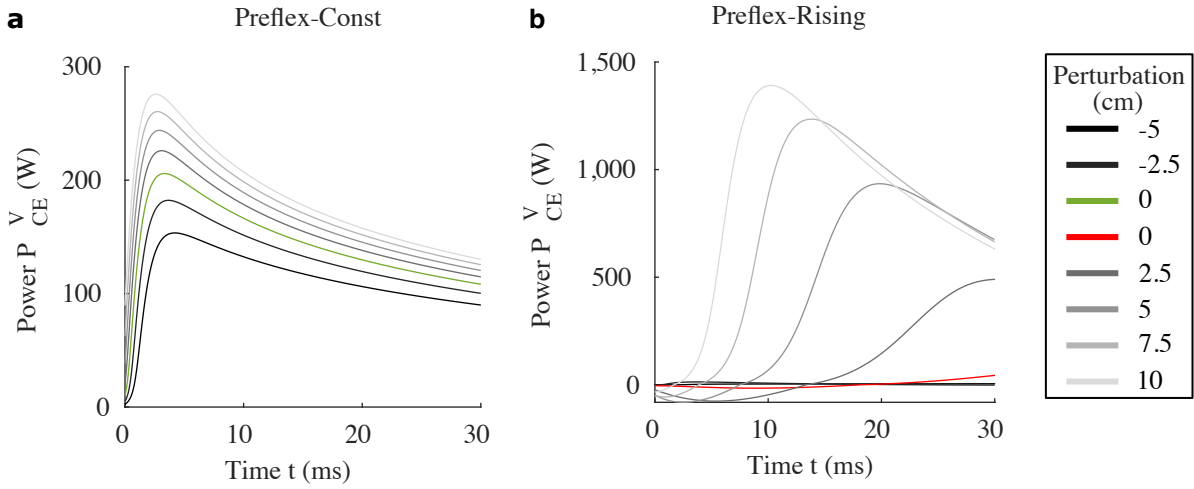 a
Preflex-Const
300
200
100
0
0
10
20
30
Power P V CE (W)
Time t (ms)
b
Preflex-Rising
1,500
1,000
500
0
0
10
20
30
Power P V CE (W)
Time t (ms)
Perturbation
(cm)
-5
-2.5
0
0
2.5
5
7.5
10